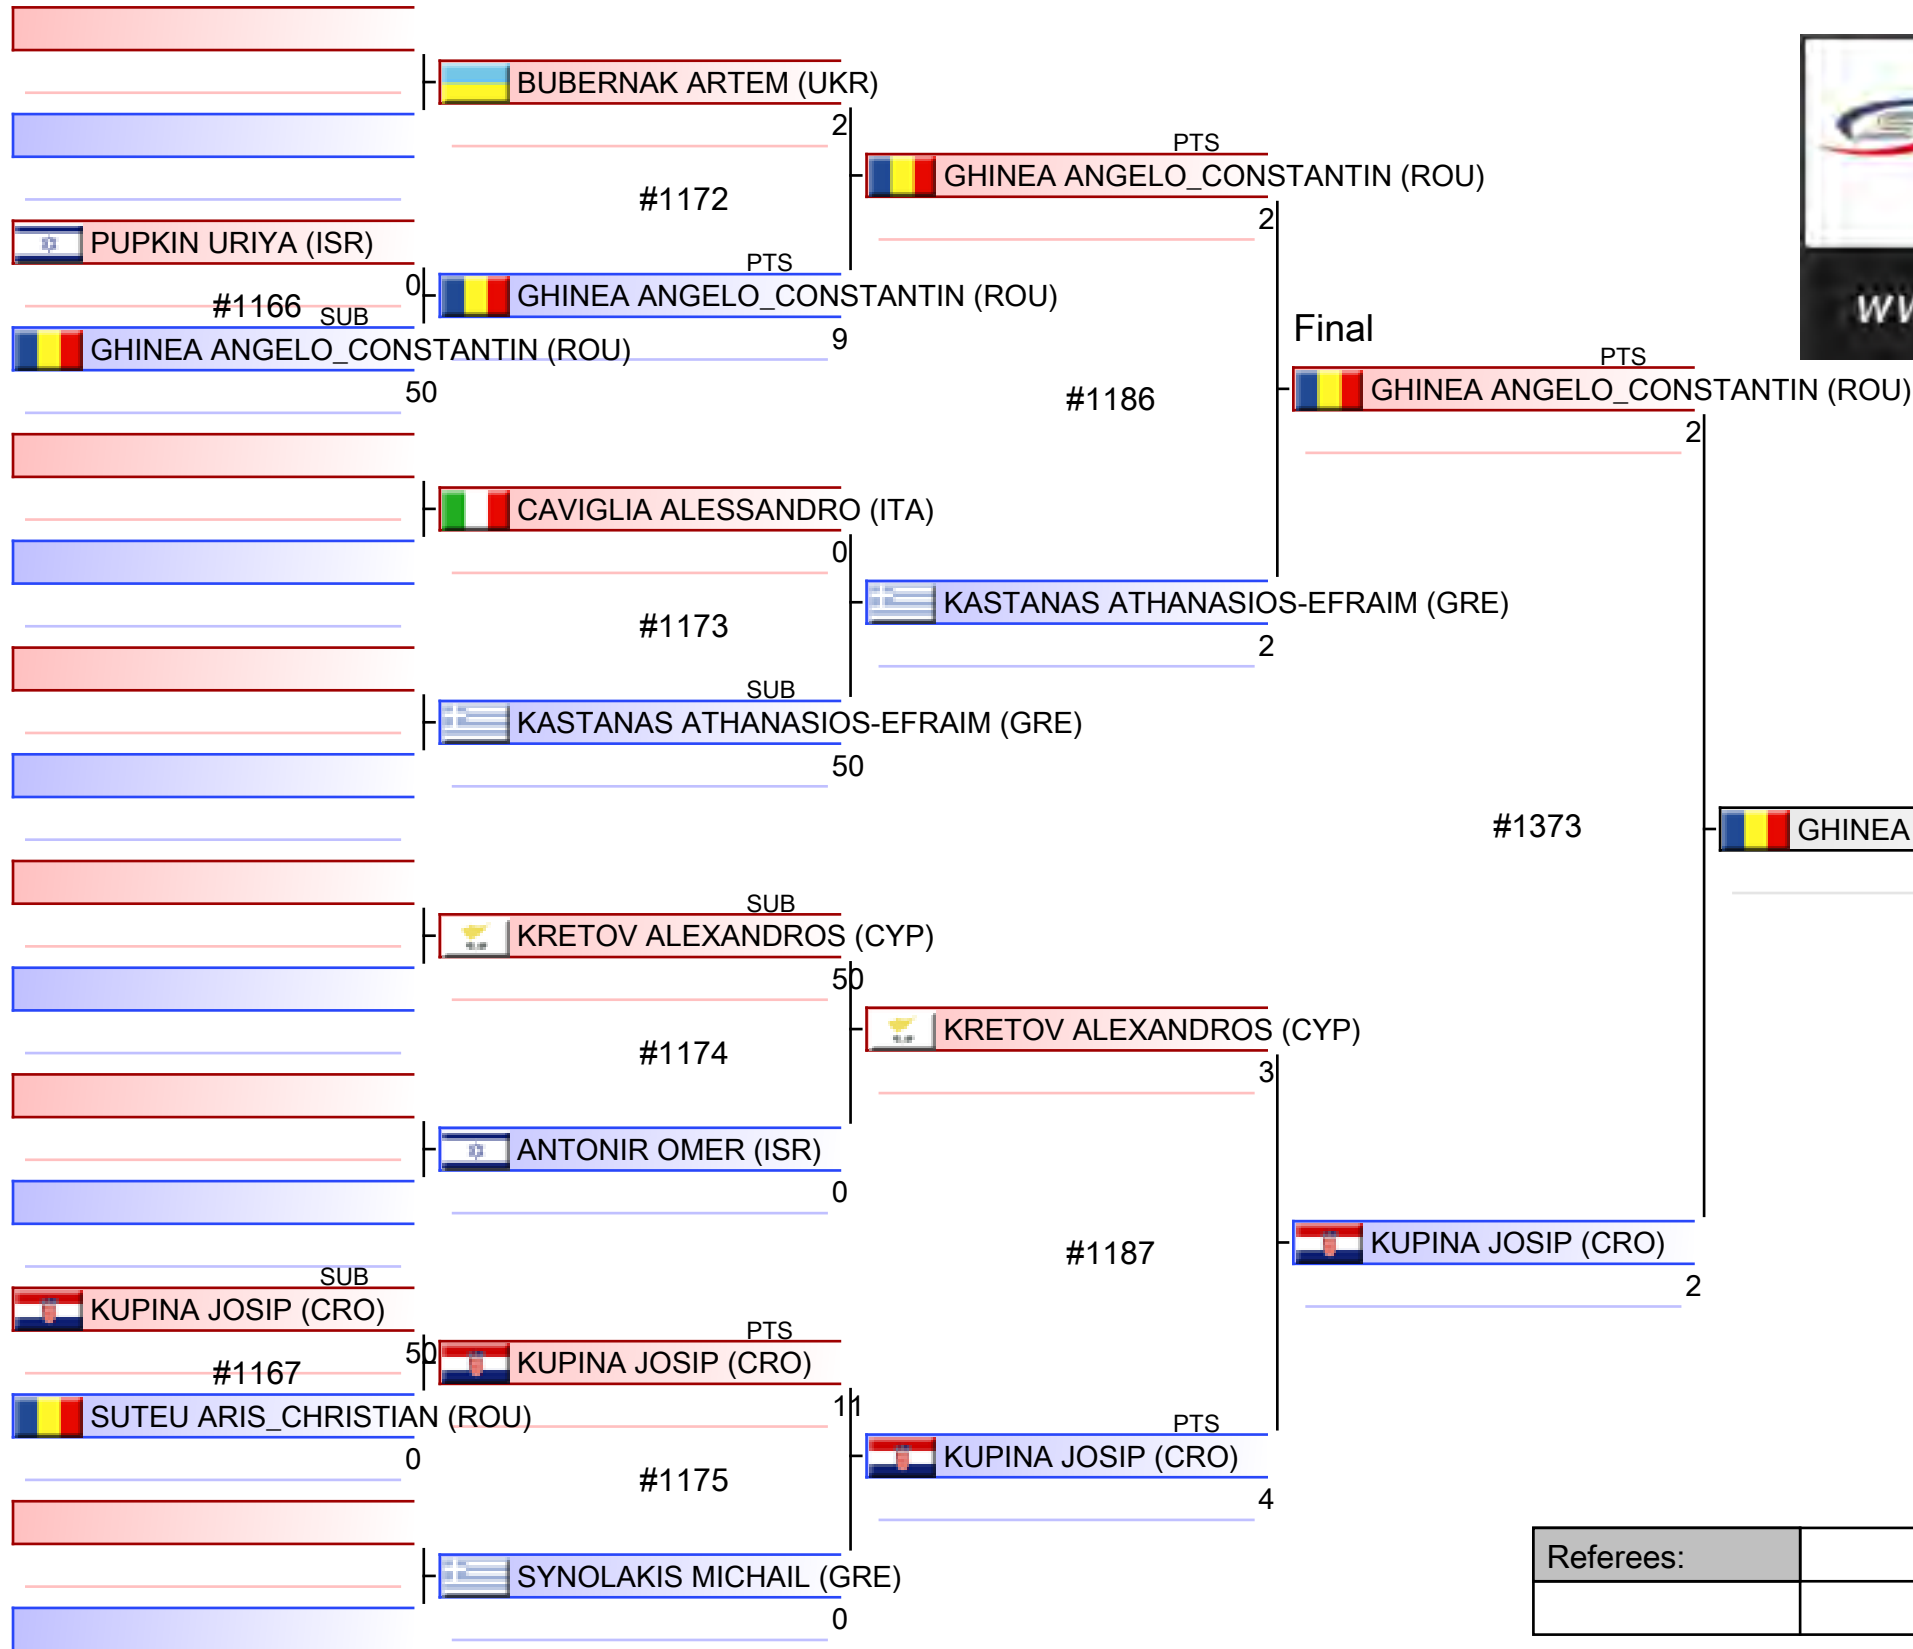 BUBERNAK ARTEM (UKR)
2
#1172
PTS
GHINEA ANGELO_CONSTANTIN (ROU)
2
PUPKIN URIYA (ISR)
0
#1166
SUB
GHINEA ANGELO_CONSTANTIN (ROU)
50
PTS
GHINEA ANGELO_CONSTANTIN (ROU)
9
#1186
Final
PTS
GHINEA ANGELO_CONSTANTIN (ROU)
2
CAVIGLIA ALESSANDRO (ITA)
0
#1173
KASTANAS ATHANASIOS-EFRAIM (GRE)
2
SUB
KASTANAS ATHANASIOS-EFRAIM (GRE)
50
#1373
GHINEA
SUB
KRETOV ALEXANDROS (CYP)
50
#1174
KRETOV ALEXANDROS (CYP)
3
ANTONIR OMER (ISR)
0
#1187
KUPINA JOSIP (CRO)
2
SUB
KUPINA JOSIP (CRO)
50
#1167
SUTEU ARIS_CHRISTIAN (ROU)
0
PTS
KUPINA JOSIP (CRO)
11
#1175
PTS
KUPINA JOSIP (CRO)
4
SYNOLAKIS MICHAIL (GRE)
0
Referees: